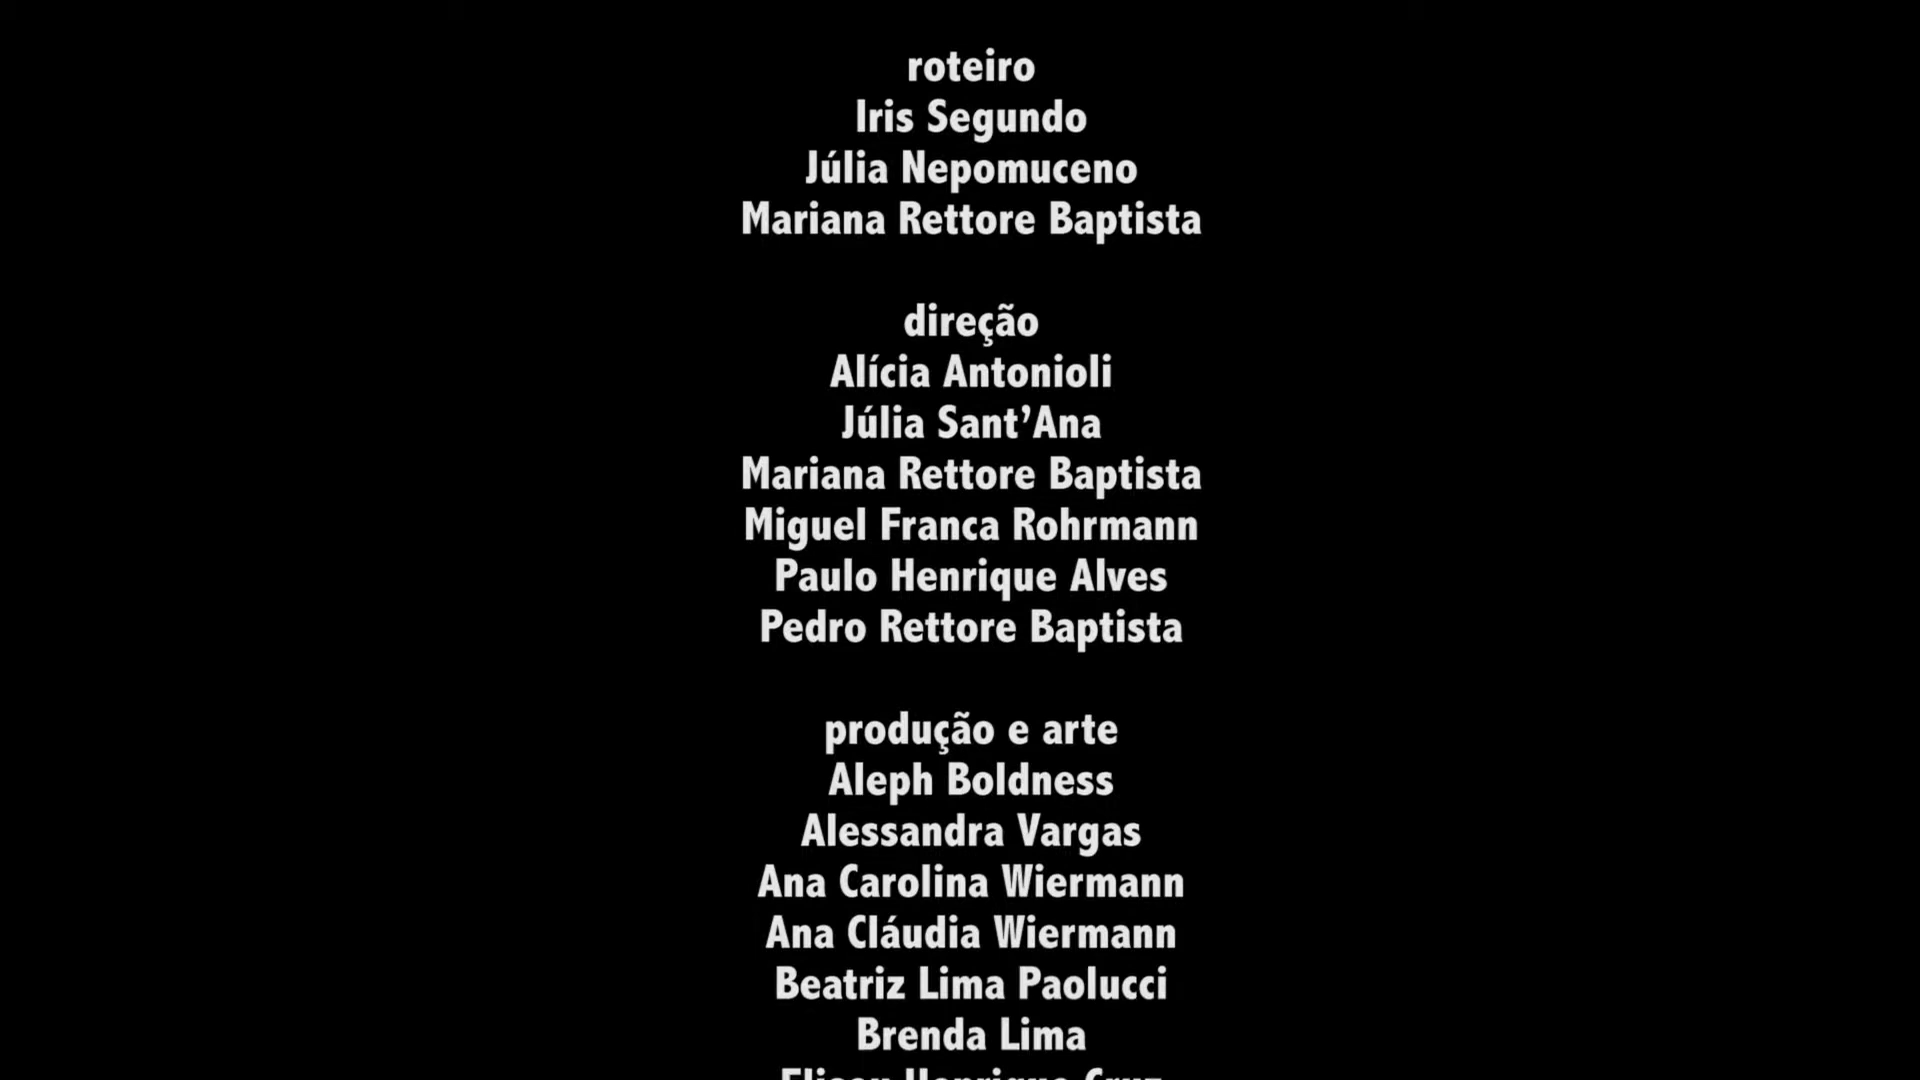 roteiro
Iris Segundo
Júlia Nepomuceno
Mariana Rettore Baptista
direção
Alícia Antonioli
Júlia Sant’Ana
Mariana Rettore Baptista
Miguel Franca Rohrmann
Paulo Henrique Alves
Pedro Rettore Baptista
produção e arte
Aleph Boldness
Alessandra Vargas
Ana Carolina Wiermann
Ana Cláudia Wiermann
Beatriz Lima Paolucci
Brenda Lima